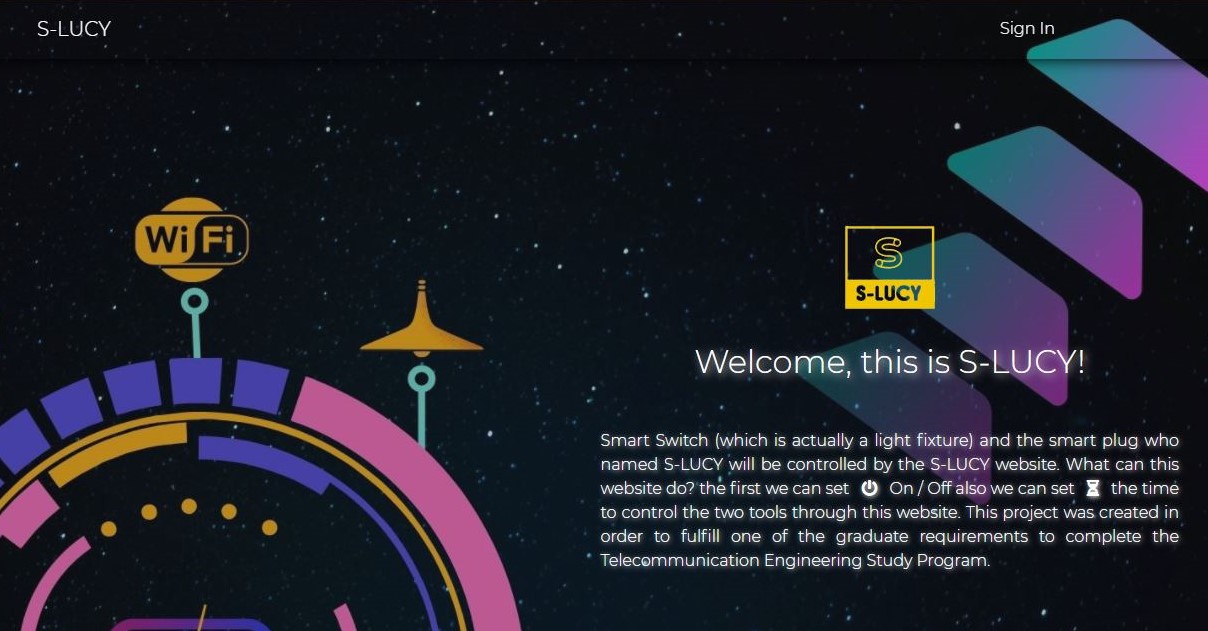 S-LUCY
Sign In
Wi Fi
S
S-LUCY
Welcome, this is S-LUCY!
Smart Switch (which is actually a light fixture) and the smart plug who
named S-LUCY will be controlled by the S-LUCY website. What can this
website do? the first we can set On / Off also we can set the time
to control the two tools through this website. This project was created in
order to fulfill one of the graduate requirements to complete the
Telecommunication Engineering Study Program.